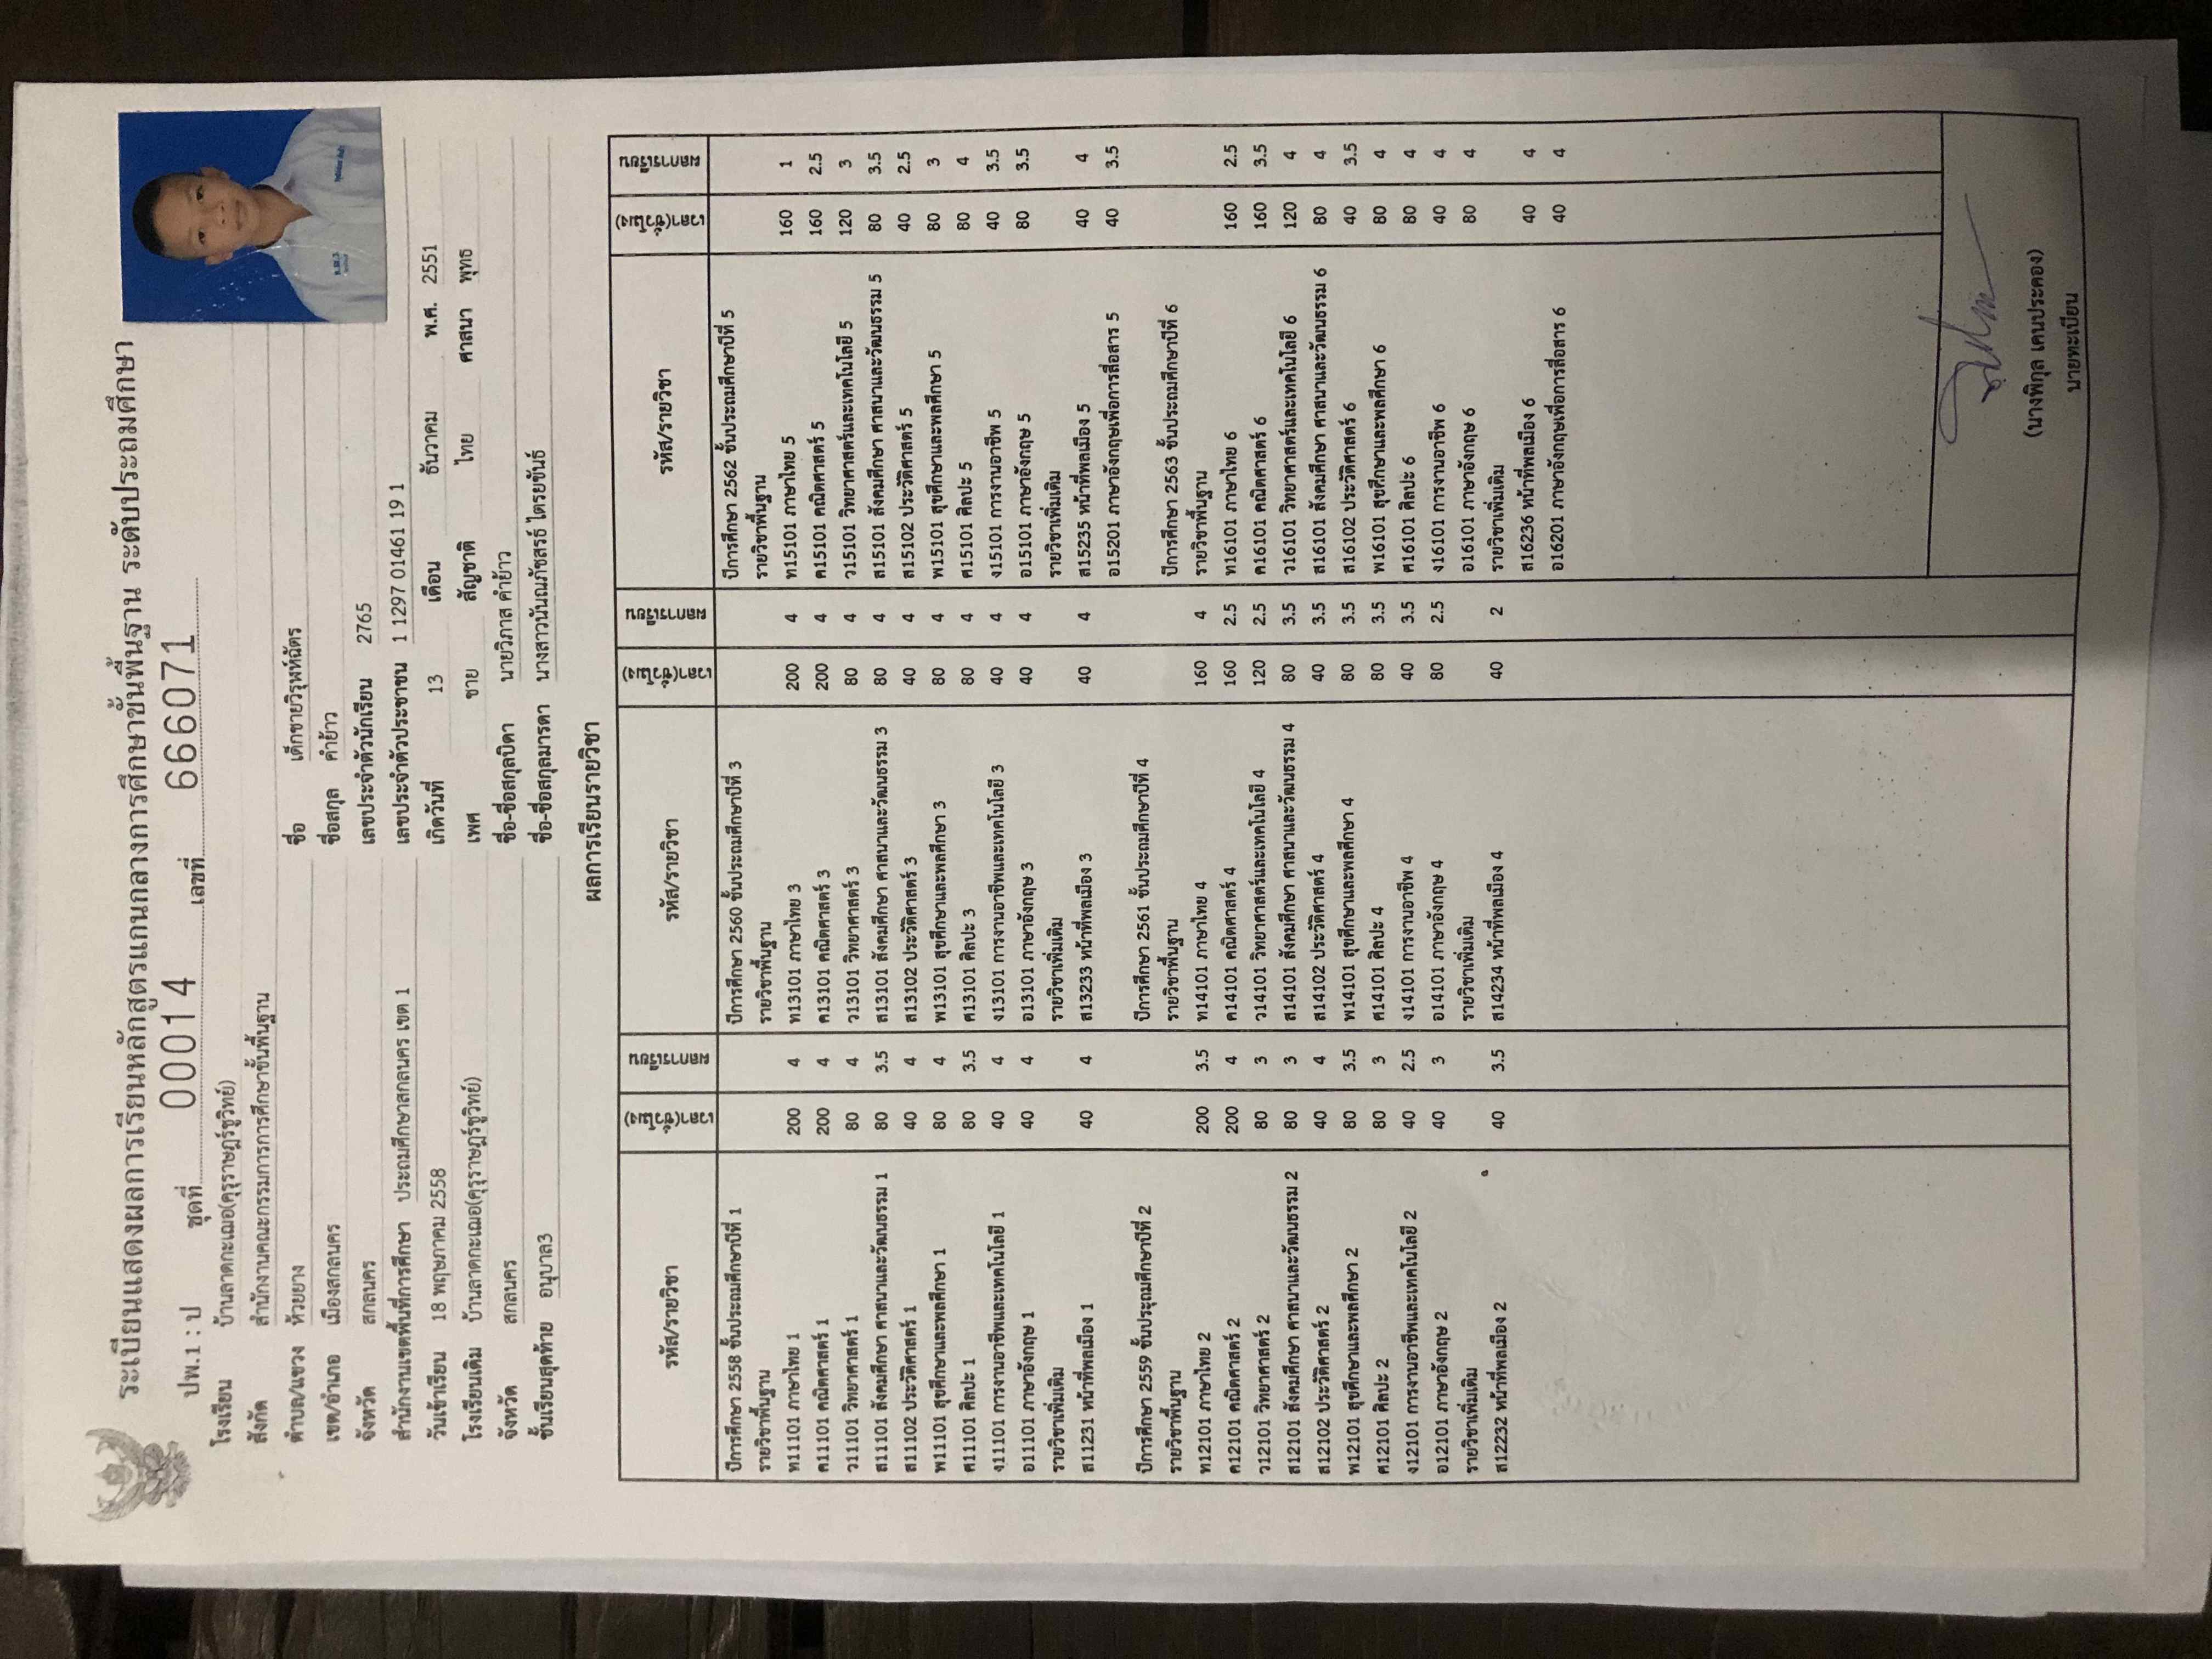 ระเบียนแสดงผลการเรียนหลักสูตรแกนกลางการศึกษาขั้นพื้นฐาน ระดับประถมศึกษา
ปพ.1 : ป ชุดที่ 00014 เลขที่ 666071
โรงเรียน บ้านลาดกะเฌอ(คุรุราษฎร์ชูวิทย์)
สังกัด สำนักงานคณะกรรมการการศึกษาขั้นพื้นฐาน
ตำบล/แขวง ห้วยยาง
เขต/อำเภอ เมืองสกลนคร
จังหวัด สกลนคร
สำนักงานเขตพื้นที่การศึกษา ประถมศึกษาสกลนคร เขต 1
วันเข้าเรียน 18 พฤษภาคม 2558
โรงเรียนเดิม บ้านลาดกะเฌอ(คุรุราษฎร์ชูวิทย์)
จังหวัด สกลนคร
ชั้นเรียนสุดท้าย อนุบาล3
ชื่อ เด็กชายวิรุฬห์ฉัตร
ชื่อสกุล คำย้าว
เลขประจำตัวนักเรียน 2765
เลขประจำตัวประชาชน 1 1297 01461 19 1
เกิดวันที่ 13 เดือน ธันวาคม พ.ศ. 2551
เพศ ชาย สัญชาติ ไทย ศาสนา พุทธ
ชื่อ-ชื่อสกุลบิดา นายวิภาส คำย้าว
ชื่อ-ชื่อสกุลมารดา นางสาวนันณภัชสรธ์ ไตรยขันธ์
ผลการเรียนรายวิชา
รหัส/รายวิชา เวลา(ชั่วโมง) ผลการเรียน
ปีการศึกษา 2558 ชั้นประถมศึกษาปีที่ 1
รายวิชาพื้นฐาน
ท11101 ภาษาไทย 1 200 4
ค11101 คณิตศาสตร์ 1 200 4
ว11101 วิทยาศาสตร์ 1 80 4
ส11101 สังคมศึกษา ศาสนาและวัฒนธรรม 1 80 3.5
ส11102 ประวัติศาสตร์ 1 40 4
พ11101 สุขศึกษาและพลศึกษา 1 80 4
ศ11101 ศิลปะ 1 80 3.5
ง11101 การงานอาชีพและเทคโนโลยี 1 40 4
อ11101 ภาษาอังกฤษ 1 40 4
รายวิชาเพิ่มเติม
ส11231 หน้าที่พลเมือง 1 40 4
ปีการศึกษา 2559 ชั้นประถมศึกษาปีที่ 2
รายวิชาพื้นฐาน
ท12101 ภาษาไทย 2 200 3.5
ค12101 คณิตศาสตร์ 2 200 4
ว12101 วิทยาศาสตร์ 2 80 3
ส12101 สังคมศึกษา ศาสนาและวัฒนธรรม 2 80 3
ส12102 ประวัติศาสตร์ 2 40 4
พ12101 สุขศึกษาและพลศึกษา 2 80 3.5
ศ12101 ศิลปะ 2 80 3
ง12101 การงานอาชีพและเทคโนโลยี 2 40 2.5
อ12101 ภาษาอังกฤษ 2 40 3
รายวิชาเพิ่มเติม
ส12232 หน้าที่พลเมือง 2 40 3.5
รหัส/รายวิชา เวลา(ชั่วโมง) ผลการเรียน
ปีการศึกษา 2560 ชั้นประถมศึกษาปีที่ 3
รายวิชาพื้นฐาน
ท13101 ภาษาไทย 3 200 4
ค13101 คณิตศาสตร์ 3 200 4
ว13101 วิทยาศาสตร์ 3 80 4
ส13101 สังคมศึกษา ศาสนาและวัฒนธรรม 3 80 4
ส13102 ประวัติศาสตร์ 3 40 4
พ13101 สุขศึกษาและพลศึกษา 3 80 4
ศ13101 ศิลปะ 3 80 4
ง13101 การงานอาชีพและเทคโนโลยี 3 40 4
อ13101 ภาษาอังกฤษ 3 40 4
รายวิชาเพิ่มเติม
ส13233 หน้าที่พลเมือง 3 40 4
ปีการศึกษา 2561 ชั้นประถมศึกษาปีที่ 4
รายวิชาพื้นฐาน
ท14101 ภาษาไทย 4 160 4
ค14101 คณิตศาสตร์ 4 160 2.5
ว14101 วิทยาศาสตร์และเทคโนโลยี 4 120 2.5
ส14101 สังคมศึกษา ศาสนาและวัฒนธรรม 4 80 3.5
ส14102 ประวัติศาสตร์ 4 40 3.5
พ14101 สุขศึกษาและพลศึกษา 4 80 3.5
ศ14101 ศิลปะ 4 80 3.5
ง14101 การงานอาชีพ 4 40 3.5
อ14101 ภาษาอังกฤษ 4 80 2.5
รายวิชาเพิ่มเติม
ส14234 หน้าที่พลเมือง 4 40 2
รหัส/รายวิชา เวลา(ชั่วโมง) ผลการเรียน
ปีการศึกษา 2562 ชั้นประถมศึกษาปีที่ 5
รายวิชาพื้นฐาน
ท15101 ภาษาไทย 5 160 1
ค15101 คณิตศาสตร์ 5 160 2.5
ว15101 วิทยาศาสตร์และเทคโนโลยี 5 120 3
ส15101 สังคมศึกษา ศาสนาและวัฒนธรรม 5 80 3.5
ส15102 ประวัติศาสตร์ 5 40 2.5
พ15101 สุขศึกษาและพลศึกษา 5 80 3
ศ15101 ศิลปะ 5 80 4
ง15101 การงานอาชีพ 5 40 3.5
อ15101 ภาษาอังกฤษ 5 80 3.5
รายวิชาเพิ่มเติม
ส15235 หน้าที่พลเมือง 5 40 4
อ15201 ภาษาอังกฤษเพื่อการสื่อสาร 5 40 3.5
ปีการศึกษา 2563 ชั้นประถมศึกษาปีที่ 6
รายวิชาพื้นฐาน
ท16101 ภาษาไทย 6 160 2.5
ค16101 คณิตศาสตร์ 6 160 3.5
ว16101 วิทยาศาสตร์และเทคโนโลยี 6 120 4
ส16101 สังคมศึกษา ศาสนาและวัฒนธรรม 6 80 4
ส16102 ประวัติศาสตร์ 6 40 3.5
พ16101 สุขศึกษาและพลศึกษา 6 80 4
ศ16101 ศิลปะ 6 80 4
ง16101 การงานอาชีพ 6 40 4
อ16101 ภาษาอังกฤษ 6 80 4
รายวิชาเพิ่มเติม
ส16236 หน้าที่พลเมือง 6 40 4
อ16201 ภาษาอังกฤษเพื่อการสื่อสาร 6 40 4
(นางพิกุล เคนประคอง)
นายทะเบียน